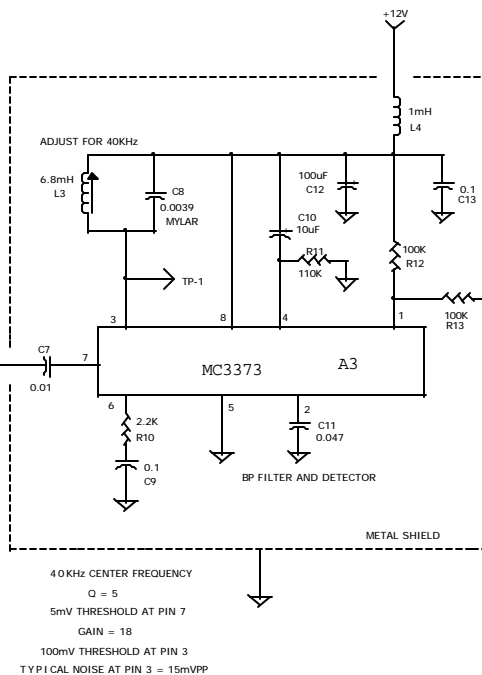 +12V
1mH
L4
ADJUST FOR 40KHz
6.8mH
L3
C8
0.0039
MYLAR
100uF
C12
0.1
C13
C10
10uF
R11
110K
100K
R12
TP-1
100K
R13
3
8
4
1
C7
0.01
7
MC3373
A3
6
5
2
2.2K
R10
C11
0.047
0.1
C9
BP FILTER AND DETECTOR
METAL SHIELD
40KHz CENTER FREQUENCY
Q = 5
5mV THRESHOLD AT PIN 7
GAIN = 18
100mV THRESHOLD AT PIN 3
TYPICAL NOISE AT PIN 3 = 15mVPP